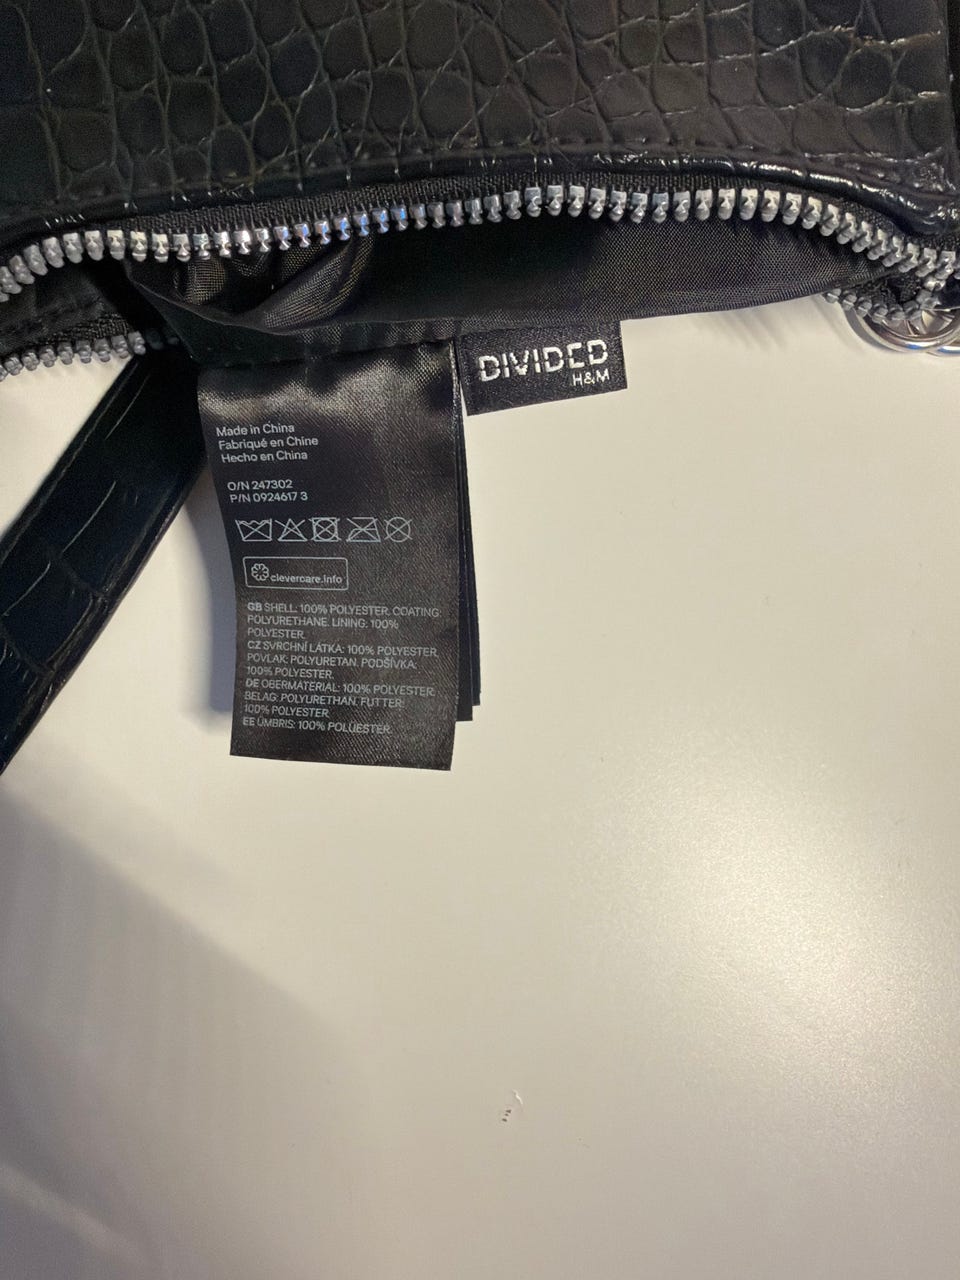 DIVIDED
H&M
Made in China
Fabriqué en Chine
Hecho en China
O/N 247302
P/N 0924617 3
clevercare.info
GB SHELL: 100% POLYESTER. COATING:
POLYURETHANE. LINING: 100%
POLYESTER.
CZ SVRCHNÍ LÁTKA: 100% POLYESTER.
POVLAK: POLYURETAN. PODŠÍVKA:
100% POLYESTER.
DE OBERMATERIAL: 100% POLYESTER.
BELAG: POLYURETHAN. FUTTER:
100% POLYESTER.
EE ÜMBRIS: 100% POLÜESTER.